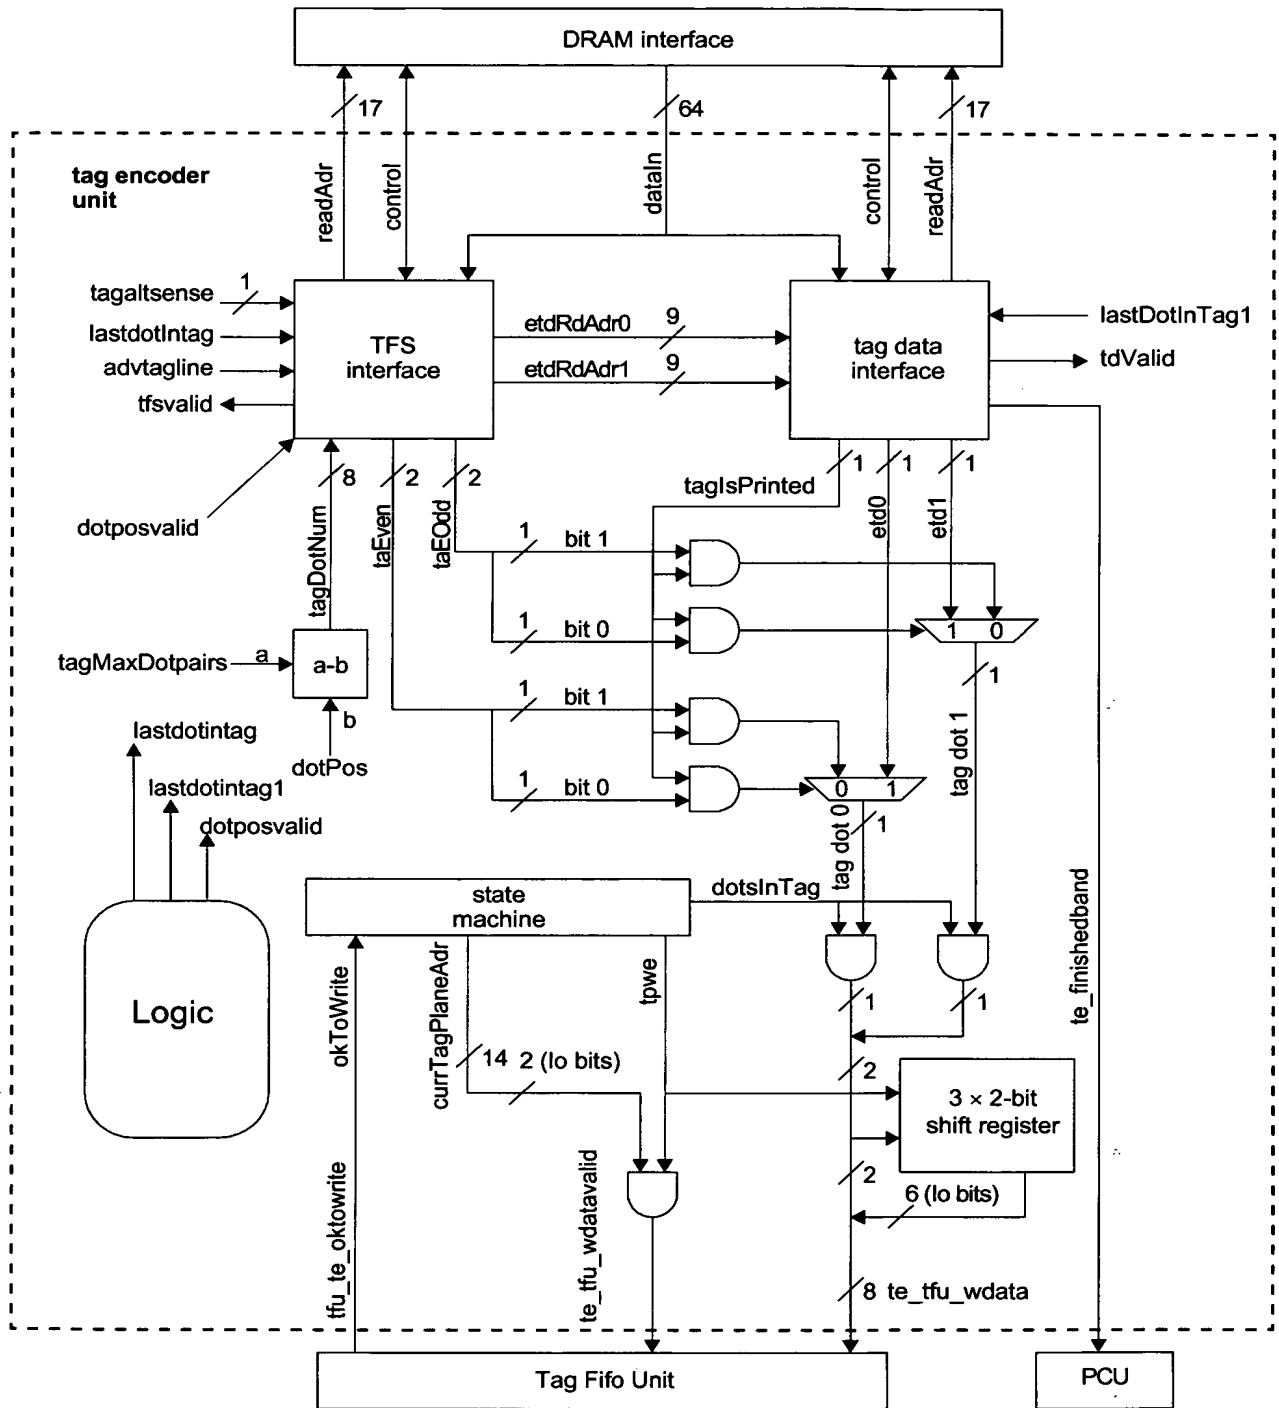 DRAM interface
17
64
17
tag encoder
unit
readAdr
control
dataIn
control
readAdr
tagaltsense
1
lastdotIntag
advtagline
tfsvalid
TFS
interface
etdRdAdr0
9
etdRdAdr1
9
tag data
interface
lastDotInTag1
tdValid
dotposvalid
8
2
2
tagDotNum
taEven
taEOdd
tagIsPrinted
1
1
1
etd0
etd1
1
bit 1
1
bit 0
1 0
1
tagMaxDotpairs
a
a-b
b
dotPos
1
bit 1
1
bit 0
0 1
1
tag dot 0
tag dot 1
lastdotintag
lastdotintag1
dotposvalid
Logic
state
machine
dotsInTag
okToWrite
currTagPlaneAdr
tpwe
14
2 (lo bits)
1
1
2
3 × 2-bit
shift register
2
6 (lo bits)
te_finishedband
tfu_te_oktowrite
te_tfu_wdatavalid
8
te_tfu_wdata
Tag Fifo Unit
PCU